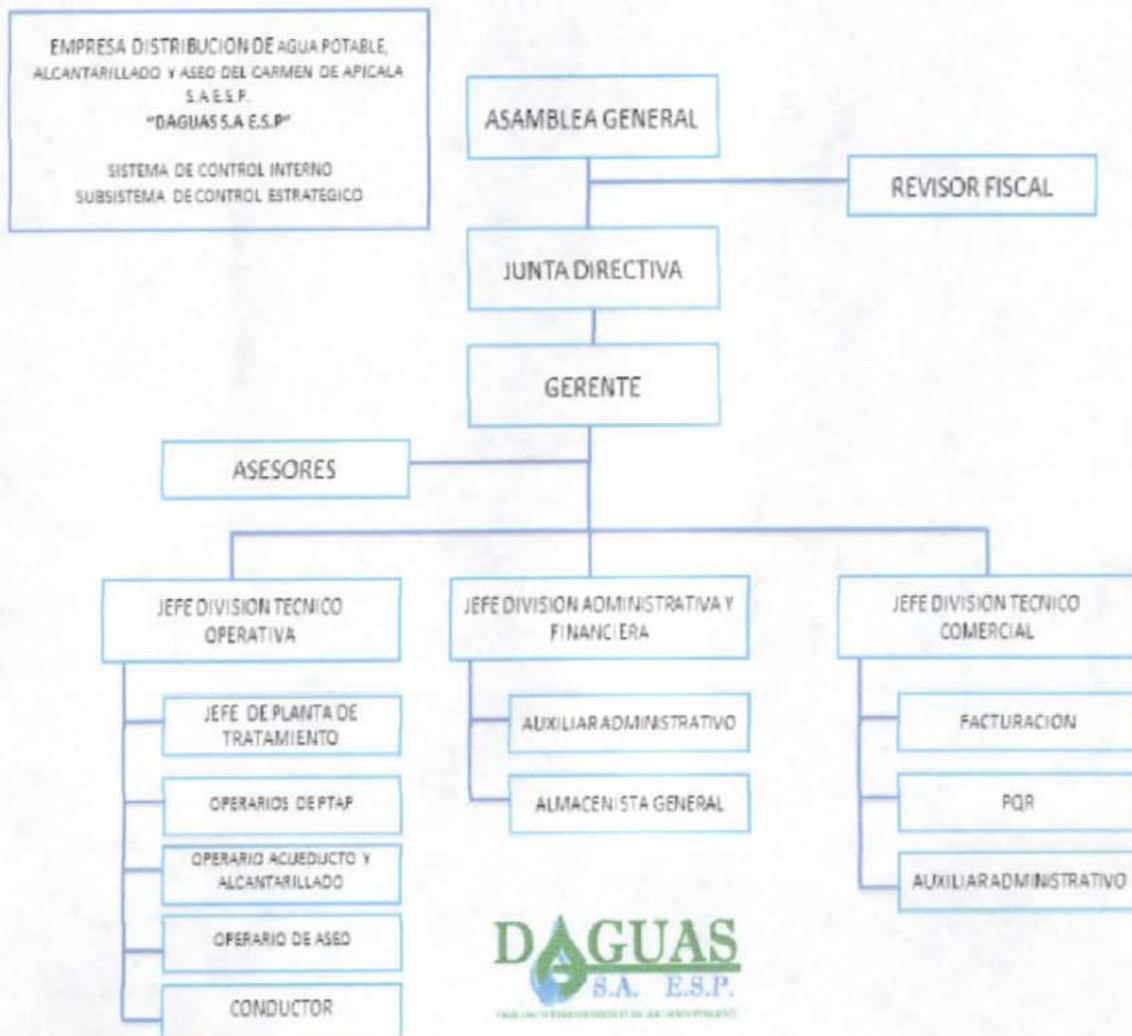 EMPRESA DISTRIBUCION DE AGUA POTABLE,
ALCANTARILLADO Y ASEO DEL CARMEN DE APICALA
S.A E.S.P.
"DAGUAS S.A E.S.P"
SISTEMA DE CONTROL INTERNO
SUBSISTEMA DE CONTROL ESTRATEGICO
ASAMBLEA GENERAL
REVISOR FISCAL
JUNTA DIRECTIVA
GERENTE
ASESORES
JEFE DIVISION TECNICO
OPERATIVA
JEFE DE PLANTA DE
TRATAMIENTO
OPERARIOS DE PTAP
OPERARIO ACUEDUCTO Y
ALCANTARILLADO
OPERARIO DE ASEO
CONDUCTOR
JEFE DIVISION ADMINISTRATIVA Y
FINANCIERA
AUXILIAR ADMINISTRATIVO
ALMACENISTA GENERAL
JEFE DIVISION TECNICO
COMERCIAL
FACTURACION
PQR
AUXILIAR ADMINISTRATIVO
DAGUAS
S.A. E.S.P.